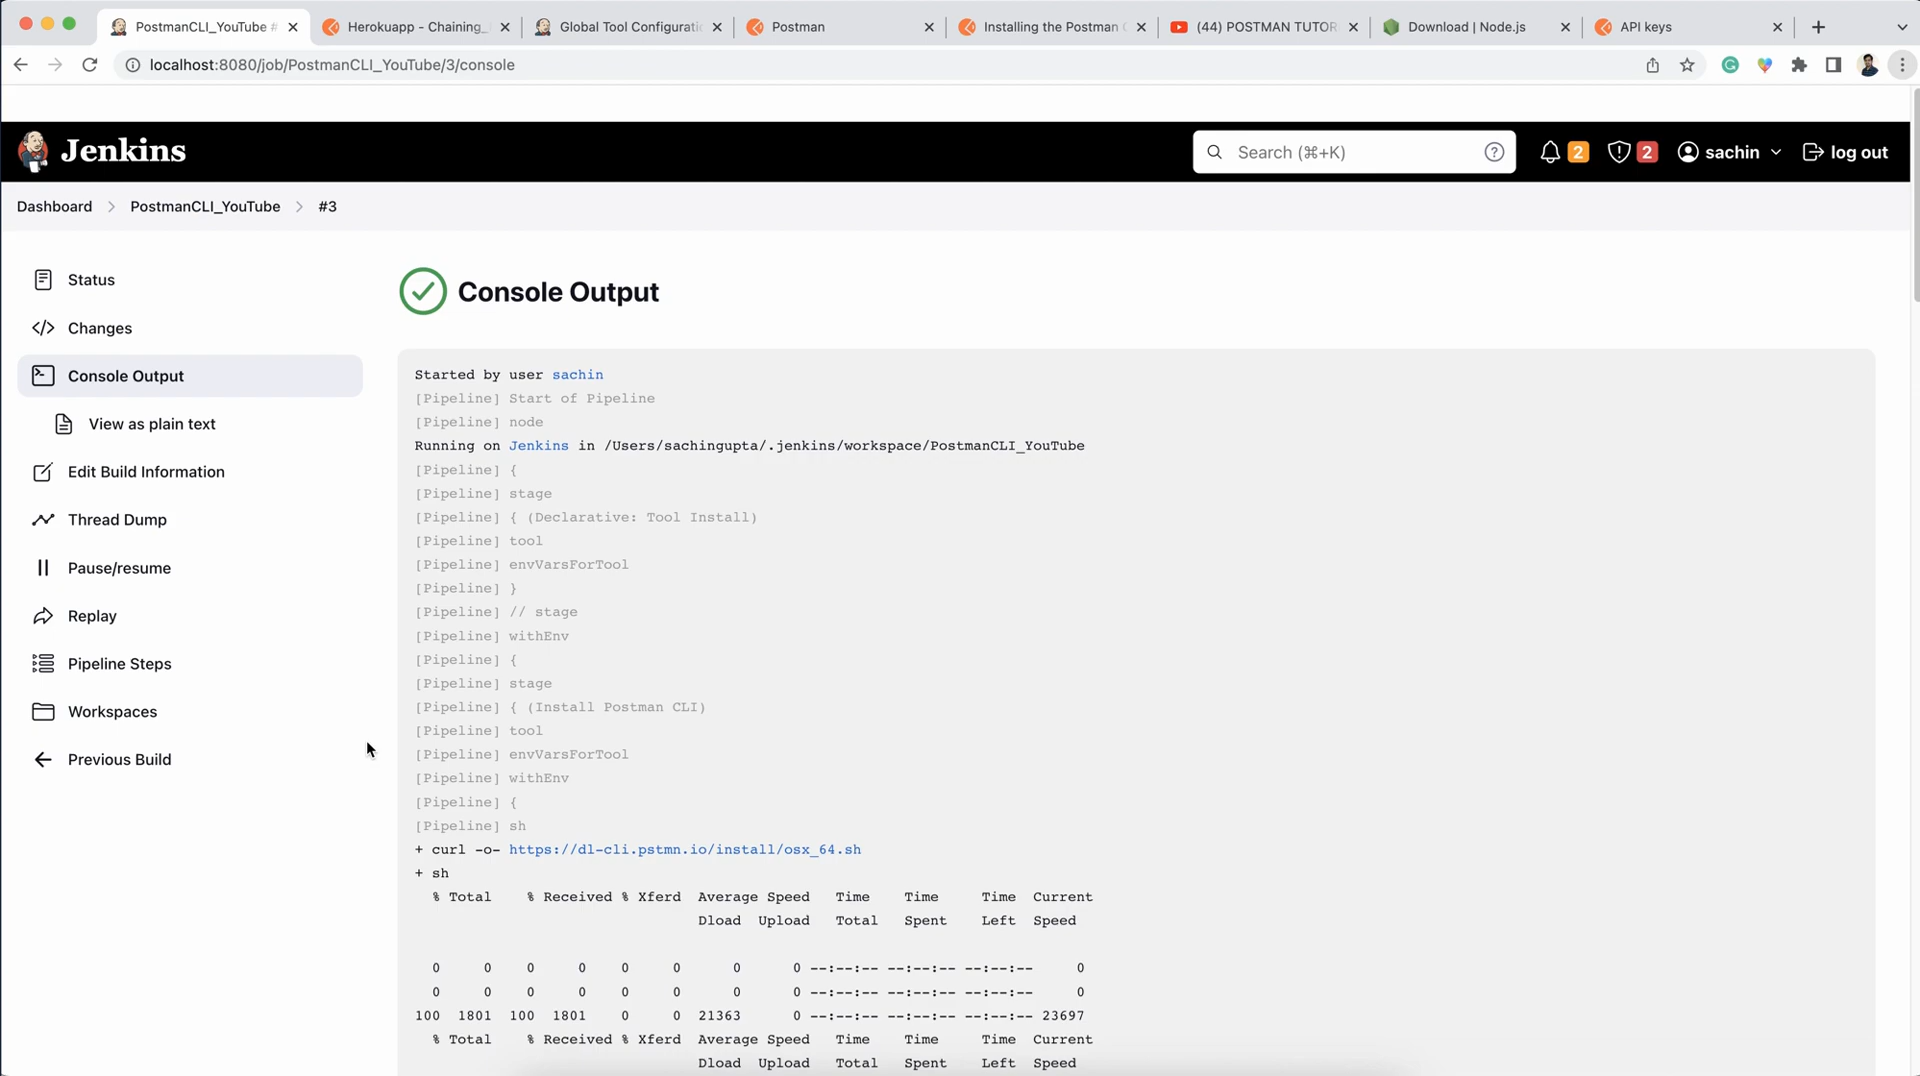 PostmanCLI_YouTube #
Herokuapp - Chaining_
Global Tool Configurati
Postman
Installing the Postman
(44) POSTMAN TUTOR
Download | Node.js
API keys
localhost:8080/job/PostmanCLI_YouTube/3/console
Jenkins
Search (⌘+K)
2
2
sachin
log out
Dashboard > PostmanCLI_YouTube > #3
Status
Changes
Console Output
View as plain text
Edit Build Information
Thread Dump
Pause/resume
Replay
Pipeline Steps
Workspaces
Previous Build
Console Output
Started by user sachin
[Pipeline] Start of Pipeline
[Pipeline] node
Running on Jenkins in /Users/sachingupta/.jenkins/workspace/PostmanCLI_YouTube
[Pipeline] {
[Pipeline] stage
[Pipeline] { (Declarative: Tool Install)
[Pipeline] tool
[Pipeline] envVarsForTool
[Pipeline] }
[Pipeline] // stage
[Pipeline] withEnv
[Pipeline] {
[Pipeline] stage
[Pipeline] { (Install Postman CLI)
[Pipeline] tool
[Pipeline] envVarsForTool
[Pipeline] withEnv
[Pipeline] {
[Pipeline] sh
+ curl -o- https://dl-cli.pstmn.io/install/osx_64.sh
+ sh
% Total % Received % Xferd Average Speed Time Time Time Current
Dload Upload Total Spent Left Speed
0 0 0 0 0 0 0 0 --:--:-- --:--:-- --:--:-- 0
0 0 0 0 0 0 0 0 --:--:-- --:--:-- --:--:-- 0
100 1801 100 1801 0 0 21363 0 --:--:-- --:--:-- --:--:-- 23697
% Total % Received % Xferd Average Speed Time Time Time Current
Dload Upload Total Spent Left Speed